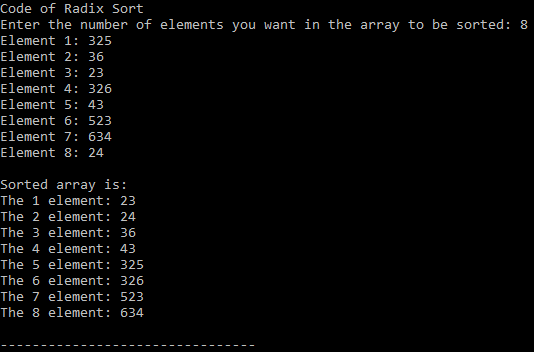 Code of Radix Sort
Enter the number of elements you want in the array to be sorted: 8
Element 1: 325
Element 2: 36
Element 3: 23
Element 4: 326
Element 5: 43
Element 6: 523
Element 7: 634
Element 8: 24
Sorted array is:
The 1 element: 23
The 2 element: 24
The 3 element: 36
The 4 element: 43
The 5 element: 325
The 6 element: 326
The 7 element: 523
The 8 element: 634
--------------------------------